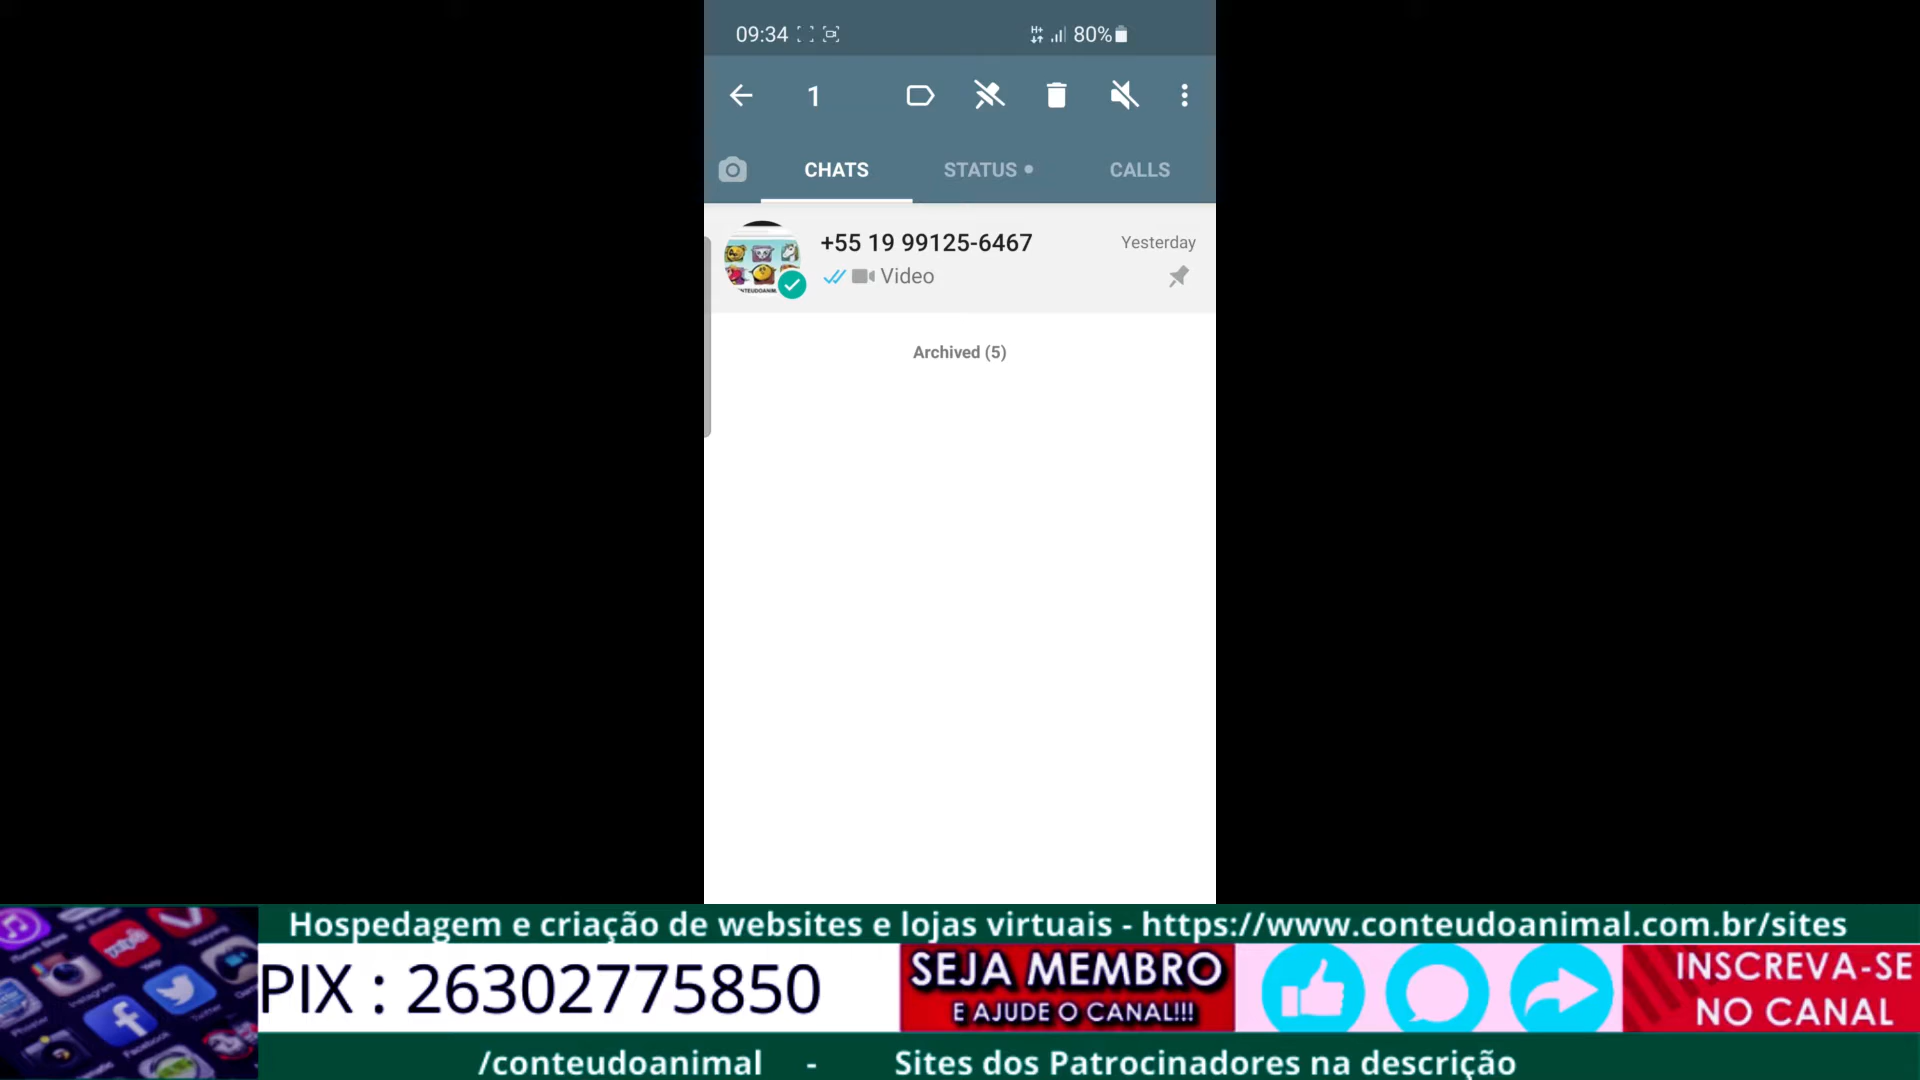 09:34
80%
1
CHATS
STATUS
CALLS
+55 19 99125-6467
Yesterday
Video
Archived (5)
Hospedagem e criação de websites e lojas virtuais - https://www.conteudoanimal.com.br/sites
PIX : 26302775850
SEJA MEMBRO
E AJUDE O CANAL!!!
INSCREVA-SE
NO CANAL
/conteudoanimal - Sites dos Patrocinadores na descrição